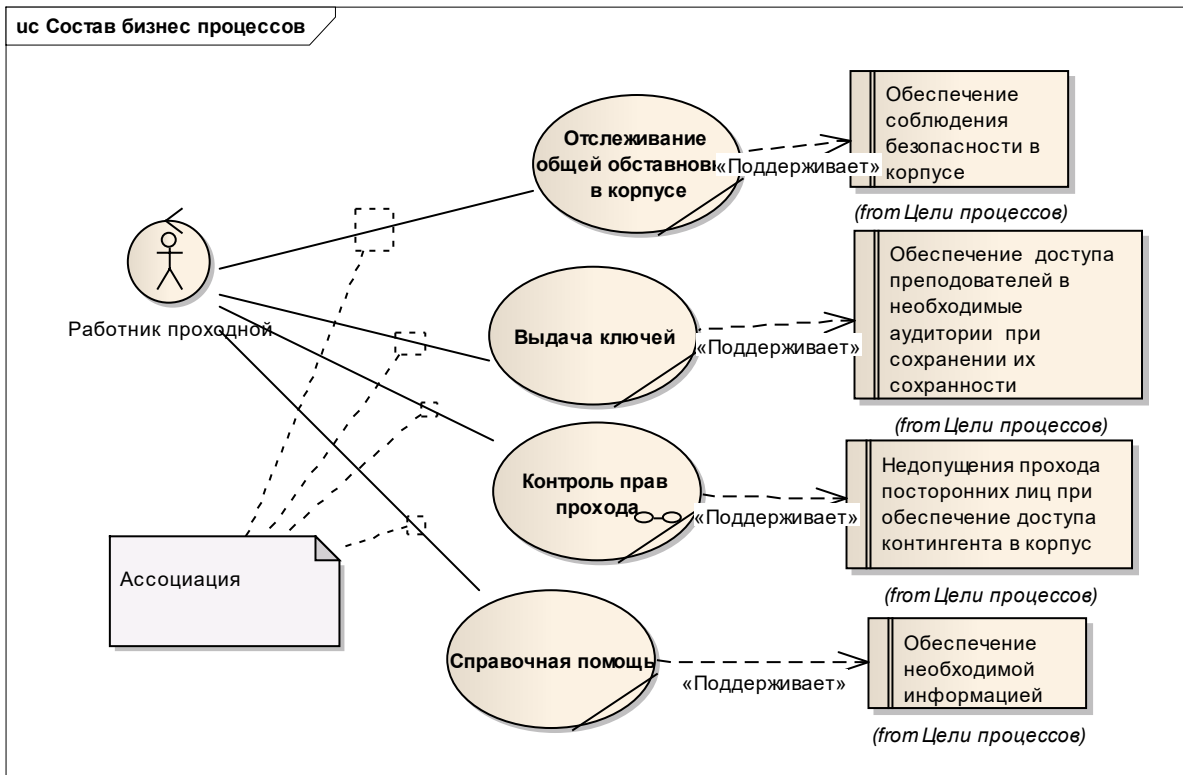 uc Состав бизнес процессов
Отслеживание
общей обставновк
в корпусе
«Поддерживает»
Обеспечение
соблюдения
безопасности в
корпусе
(from Цели процессов)
Работник проходной
Выдача ключей
«Поддерживает»
Обеспечение доступа
преподователей в
необходимые
аудитории при
сохранении их
сохранности
(from Цели процессов)
Контроль прав
прохода
«Поддерживает»
Недопущения прохода
посторонних лиц при
обеспечение доступа
контингента в корпус
(from Цели процессов)
Ассоциация
Справочная помощь
«Поддерживает»
Обеспечение
необходимой
информацией
(from Цели процессов)